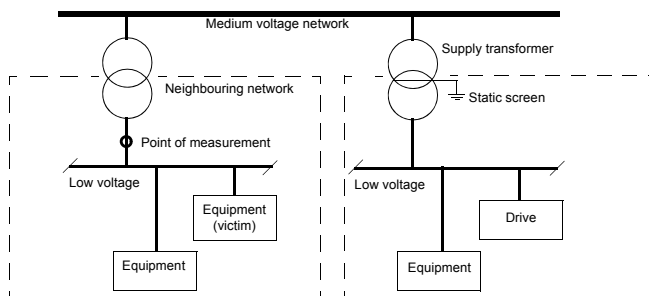 Medium voltage network
Supply transformer
Neighbouring network
Static screen
Point of measurement
Low voltage
Low voltage
Equipment
(victim)
Drive
Equipment
Equipment